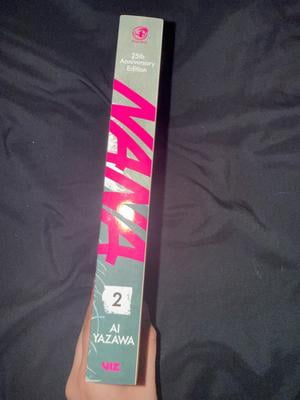 25th
Anniversary
Edition
NANA
2
AI
YAZAWA
VIZ